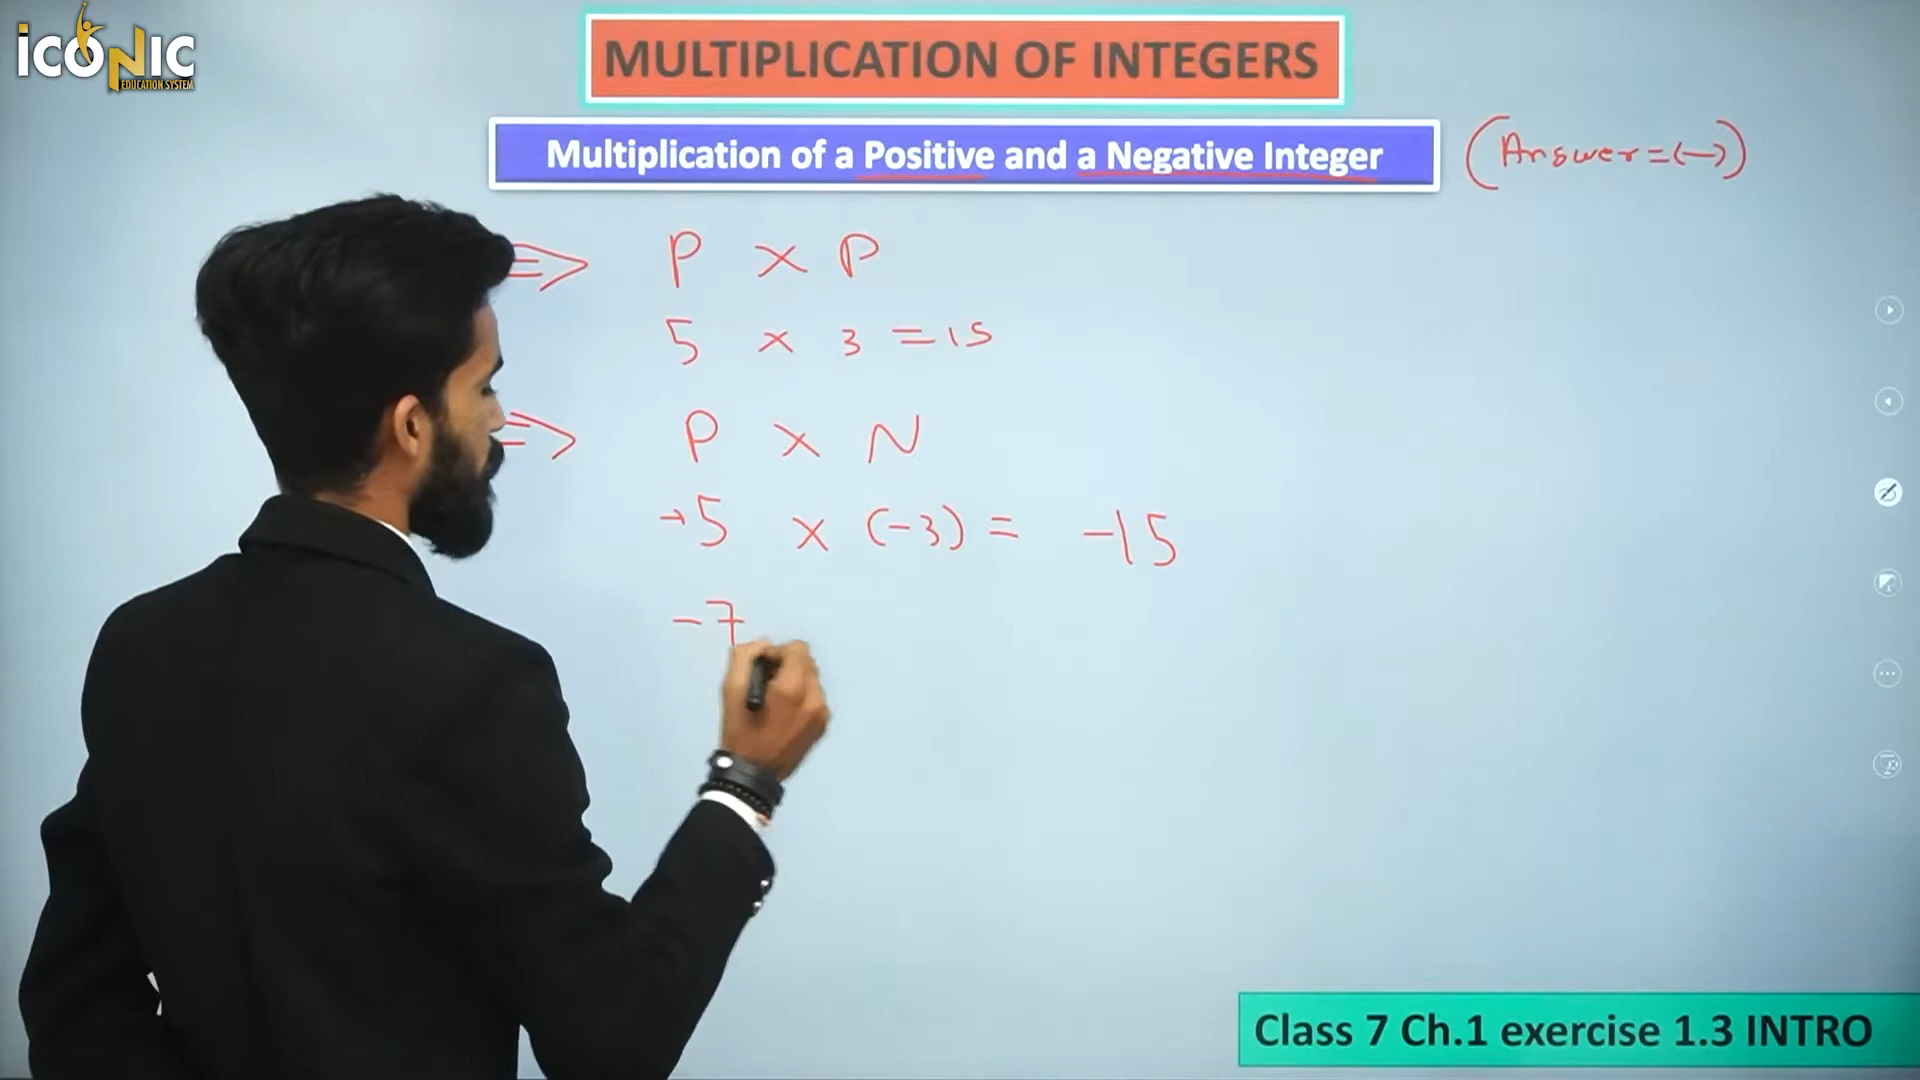 iCONIC
EDUCATION SYSTEM
MULTIPLICATION OF INTEGERS
Multiplication of a Positive and a Negative Integer
(Answer=(-))
⇒ P × P
5 × 3 = 15
⇒ P × N
+5 × (-3) = -15
-7
Class 7 Ch.1 exercise 1.3 INTRO